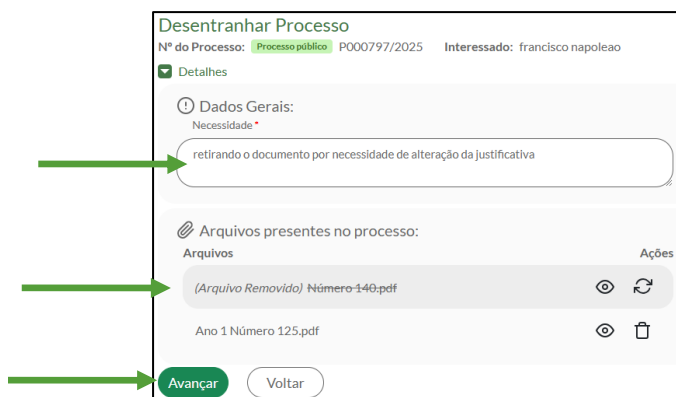 Desentranhar Processo
Nº do Processo: Processo público P000797/2025 Interessado: francisco napoleao
Detalhes
Dados Gerais:
Necessidade *
retirando o documento por necessidade de alteração da justificativa
Arquivos presentes no processo:
Arquivos Ações
(Arquivo Removido) Número 140.pdf
Ano 1 Número 125.pdf
Avançar Voltar